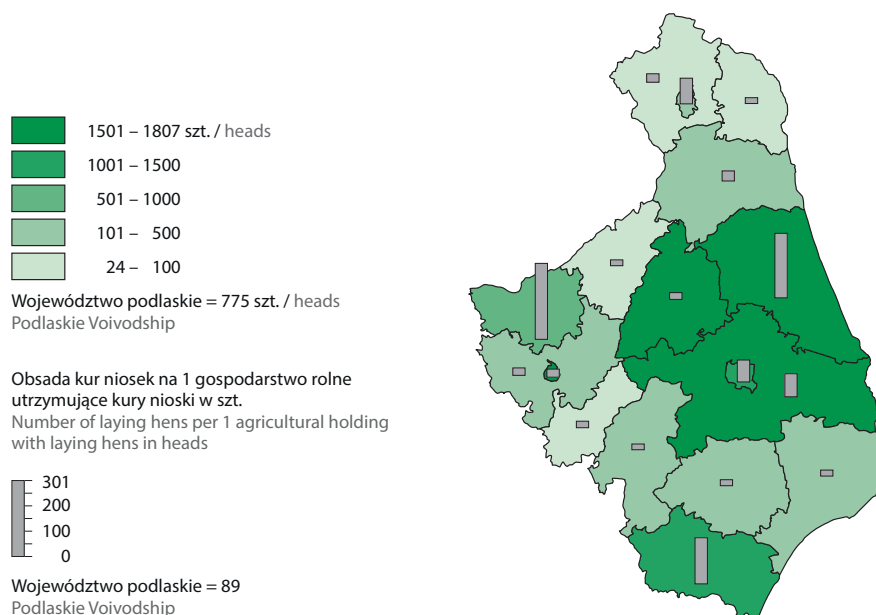 1501 – 1807 szt. / heads
1001 – 1500
501 – 1000
101 – 500
24 – 100
Województwo podlaskie = 775 szt. / heads
Podlaskie Voivodship
Obsada kur niosek na 1 gospodarstwo rolne
utrzymujące kury nioski w szt.
Number of laying hens per 1 agricultural holding
with laying hens in heads
301
200
100
0
Województwo podlaskie = 89
Podlaskie Voivodship